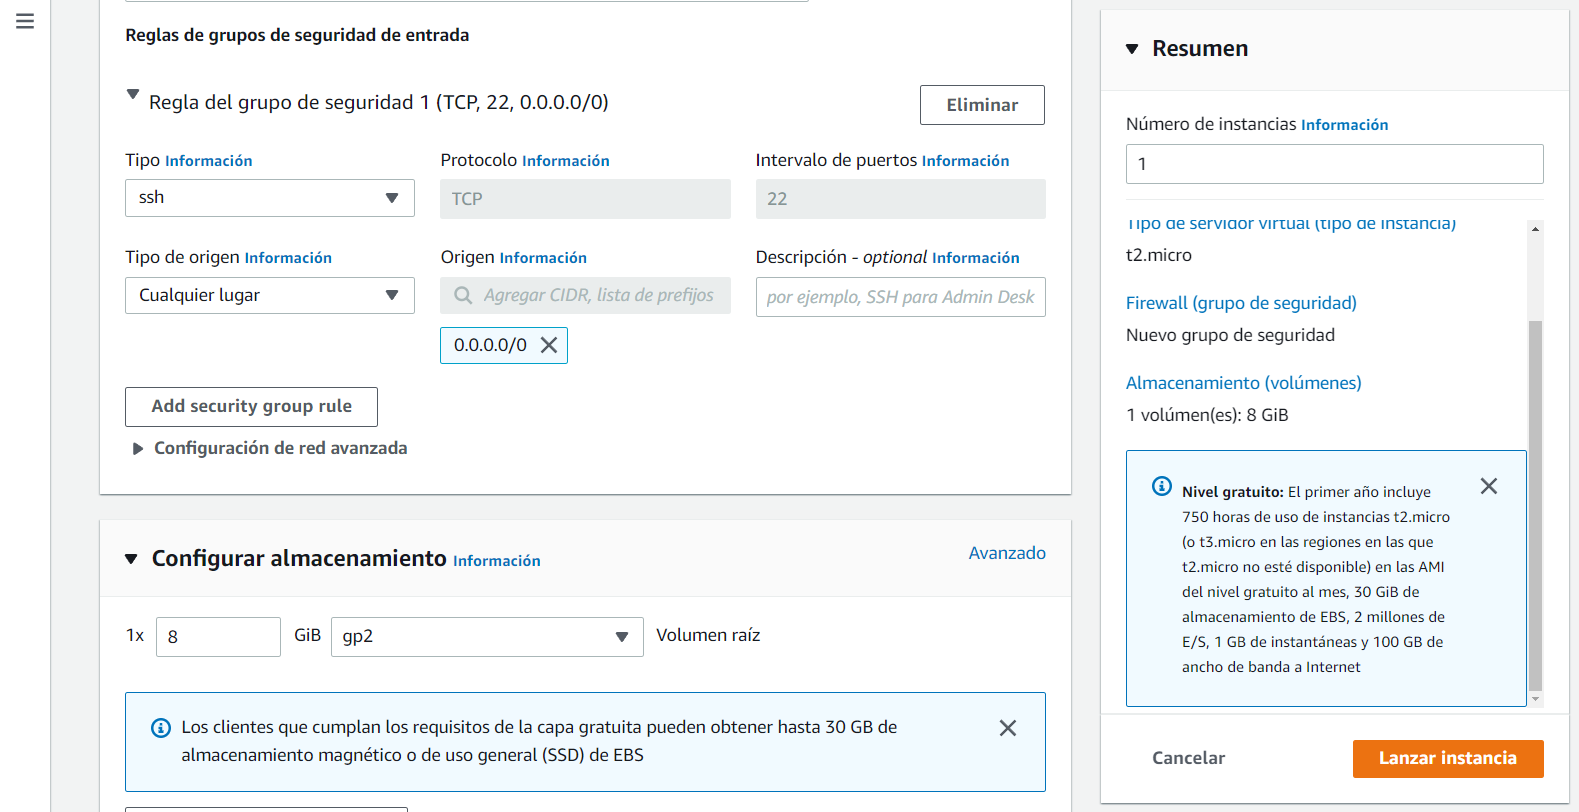 Reglas de grupos de seguridad de entrada
Regla del grupo de seguridad 1 (TCP, 22, 0.0.0.0/0)
Eliminar
Tipo Información
Protocolo Información
Intervalo de puertos Información
ssh
TCP
22
Tipo de origen Información
Origen Información
Descripción - optional Información
Cualquier lugar
Agregar CIDR, lista de prefijos
por ejemplo, SSH para Admin Desk
0.0.0.0/0
Add security group rule
Configuración de red avanzada
Configurar almacenamiento Información
Avanzado
1x
8
GiB
gp2
Volumen raíz
Los clientes que cumplan los requisitos de la capa gratuita pueden obtener hasta 30 GB de
almacenamiento magnético o de uso general (SSD) de EBS
Resumen
Número de instancias Información
1
Tipo de servidor virtual (tipo de instancia)
t2.micro
Firewall (grupo de seguridad)
Nuevo grupo de seguridad
Almacenamiento (volúmenes)
1 volúmen(es): 8 GiB
Nivel gratuito: El primer año incluye
750 horas de uso de instancias t2.micro
(o t3.micro en las regiones en las que
t2.micro no esté disponible) en las AMI
del nivel gratuito al mes, 30 GiB de
almacenamiento de EBS, 2 millones de
E/S, 1 GB de instantáneas y 100 GB de
ancho de banda a Internet
Cancelar
Lanzar instancia